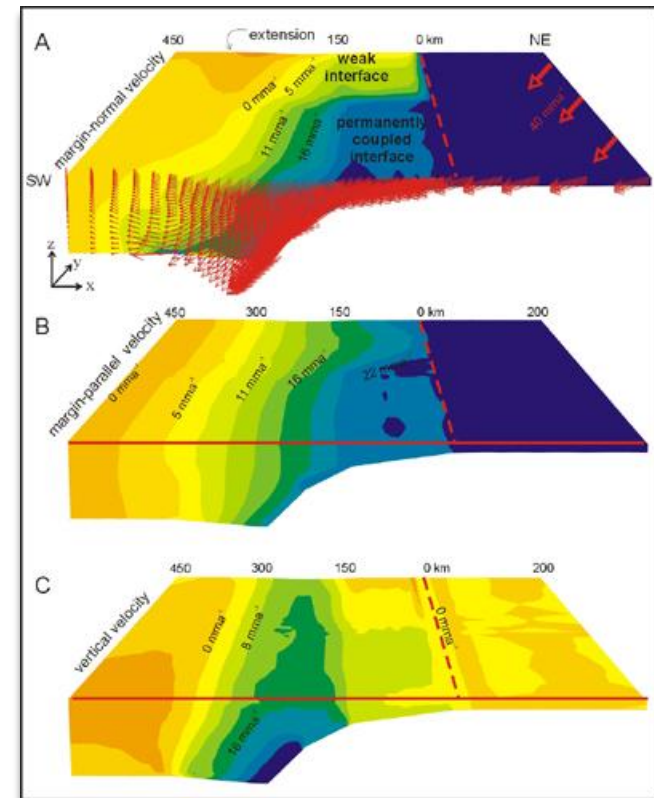 A
450
extension
150
0 km
NE
margin-normal velocity
weak
interface
0 mma⁻¹
5 mma⁻¹
11 mma⁻¹
16 mma⁻¹
permanently
coupled
interface
40 mma⁻¹
SW
z
y
x
B
450
300
150
0 km
200
margin-parallel velocity
0 mma⁻¹
5 mma⁻¹
11 mma⁻¹
16 mma⁻¹
22
C
450
300
150
0 km
200
vertical velocity
0 mma⁻¹
8 mma⁻¹
16 mma
0 mma⁻¹